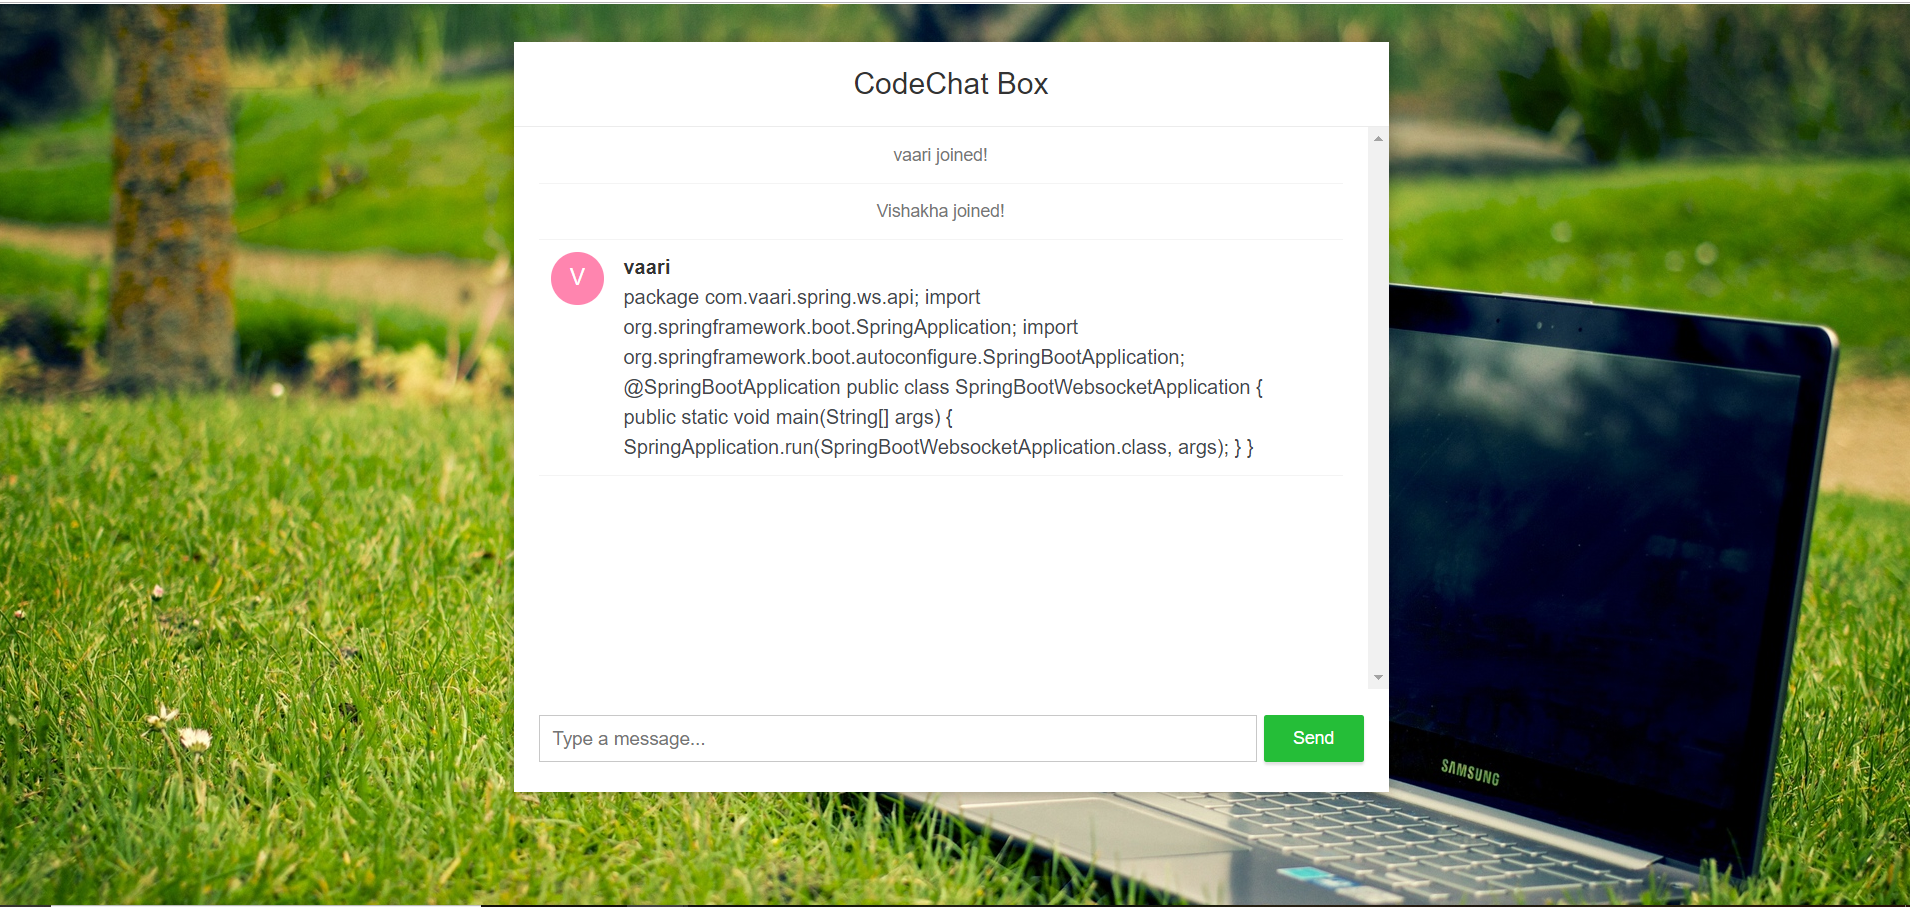 CodeChat Box
vaari joined!
Vishakha joined!
V
vaari
package com.vaari.spring.ws.api; import
org.springframework.boot.SpringApplication; import
org.springframework.boot.autoconfigure.SpringBootApplication;
@SpringBootApplication public class SpringBootWebsocketApplication {
public static void main(String[] args) {
SpringApplication.run(SpringBootWebsocketApplication.class, args); } }
Type a message...
Send
SAMSUNG